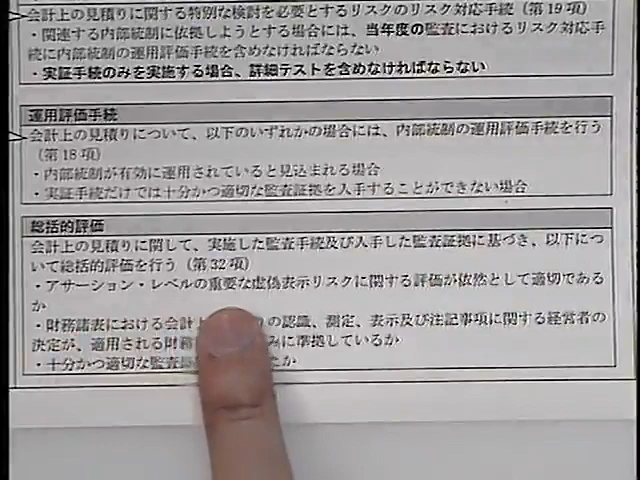 会計上の見積りに関する特別な検討を必要とするリスクのリスク対応手続（第19項）
・関連する内部統制に依拠しようとする場合には、当年度の監査におけるリスク対応手
続に内部統制の運用評価手続を含めなければならない
・実証手続のみを実施する場合、詳細テストを含めなければならない
運用評価手続
会計上の見積りについて、以下のいずれかの場合には、内部統制の運用評価手続を行う
（第18項）
・内部統制が有効に運用されていると見込まれる場合
・実証手続だけでは十分かつ適切な監査証拠を入手することができない場合
総括的評価
会計上の見積りに関して、実施した監査手続及び入手した監査証拠に基づき、以下につ
いて総括的評価を行う（第32項）
・アサーション・レベルの重要な虚偽表示リスクに関する評価が依然として適切である
か
・財務諸表における会計上 の認識、測定、表示及び注記事項に関する経営者の
決定が、適用される財務 みに準拠しているか
・十分かつ適切な監査 たか